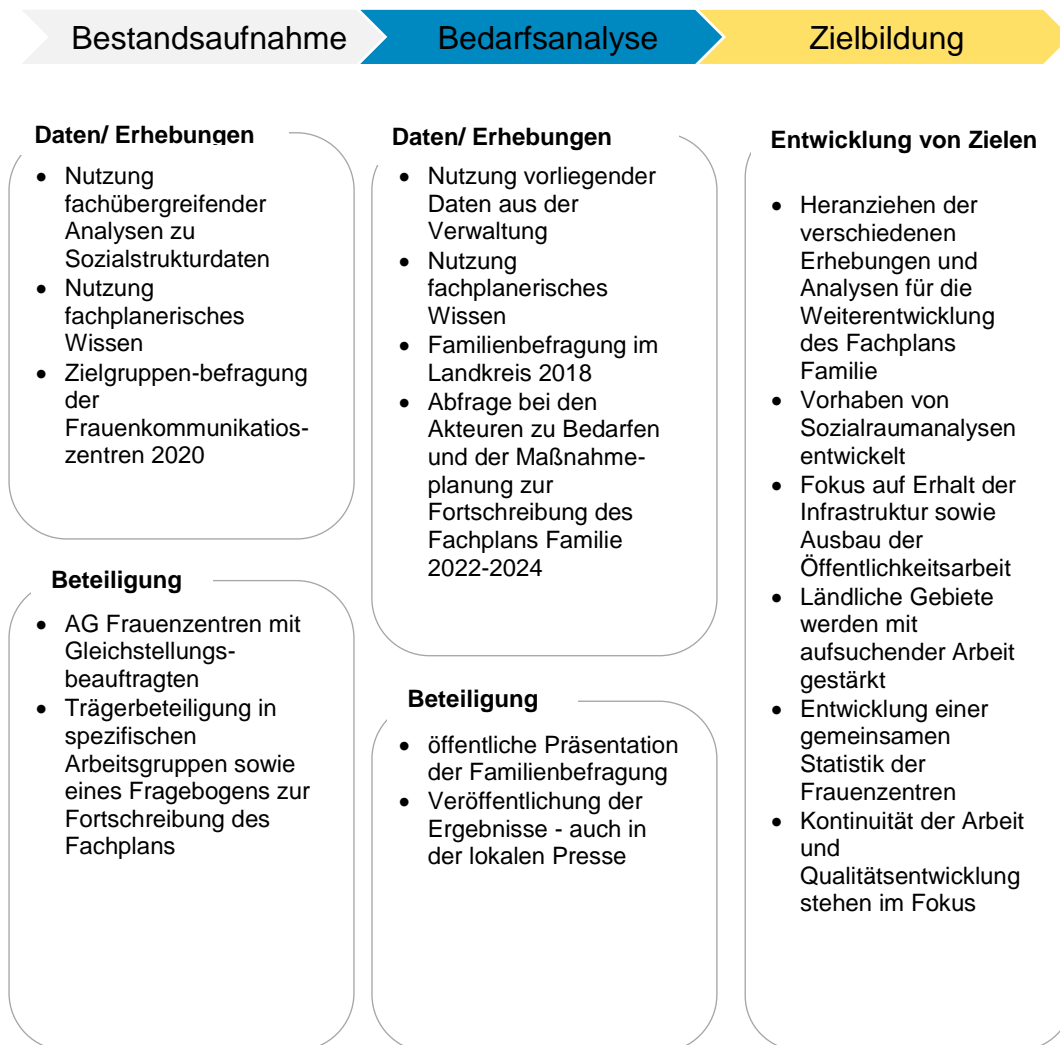 Bestandsaufnahme
Bedarfsanalyse
Zielbildung
Daten/ Erhebungen
• Nutzung
fachübergreifender
Analysen zu
Sozialstrukturdaten
• Nutzung
fachplanerisches
Wissen
• Zielgruppen-befragung
der
Frauenkommunikatios-
zentren 2020
Beteiligung
• AG Frauenzentren mit
Gleichstellungs-
beauftragten
• Trägerbeteiligung in
spezifischen
Arbeitsgruppen sowie
eines Fragebogens zur
Fortschreibung des
Fachplans
Daten/ Erhebungen
• Nutzung vorliegender
Daten aus der
Verwaltung
• Nutzung
fachplanerisches
Wissen
• Familienbefragung im
Landkreis 2018
• Abfrage bei den
Akteuren zu Bedarfen
und der Maßnahme-
planung zur
Fortschreibung des
Fachplans Familie
2022-2024
Beteiligung
• öffentliche Präsentation
der Familienbefragung
• Veröffentlichung der
Ergebnisse - auch in
der lokalen Presse
Entwicklung von Zielen
• Heranziehen der
verschiedenen
Erhebungen und
Analysen für die
Weiterentwicklung
des Fachplans
Familie
• Vorhaben von
Sozialraumanalysen
entwickelt
• Fokus auf Erhalt der
Infrastruktur sowie
Ausbau der
Öffentlichkeitsarbeit
• Ländliche Gebiete
werden mit
aufsuchender Arbeit
gestärkt
• Entwicklung einer
gemeinsamen
Statistik der
Frauenzentren
• Kontinuität der Arbeit
und
Qualitätsentwicklung
stehen im Fokus